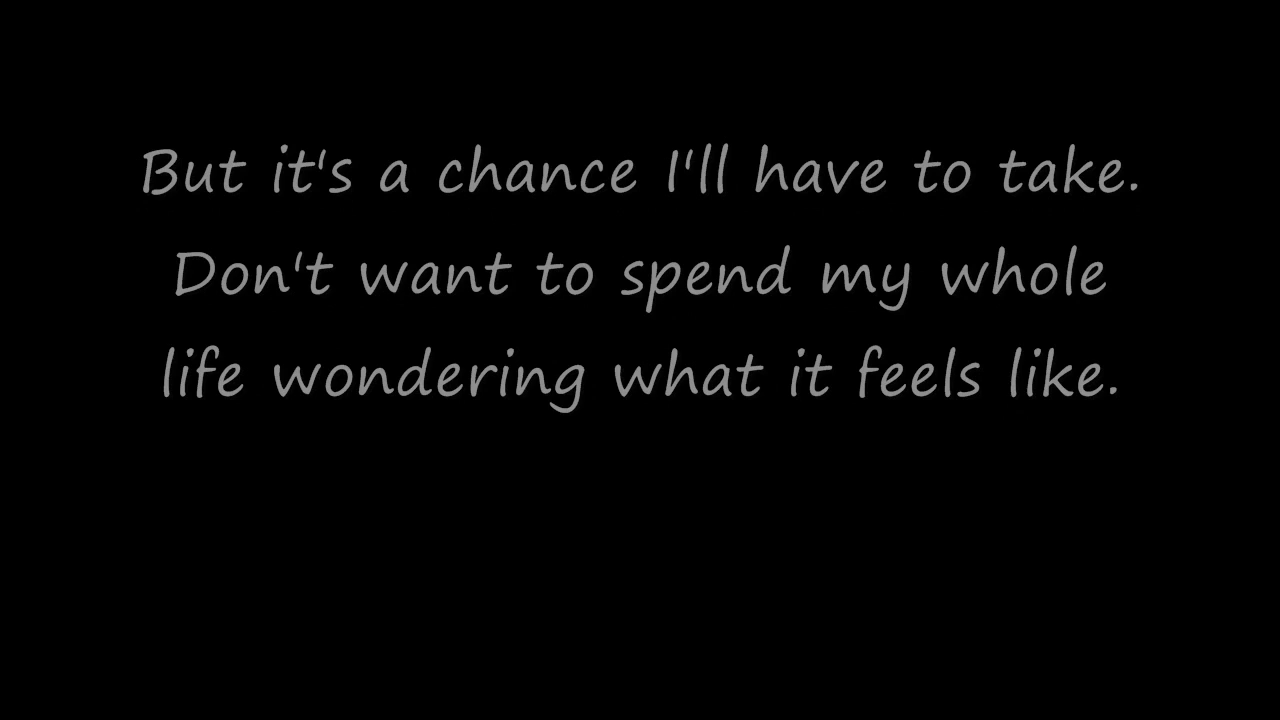 But it's a chance I'll have to take.
Don't want to spend my whole
life wondering what it feels like.